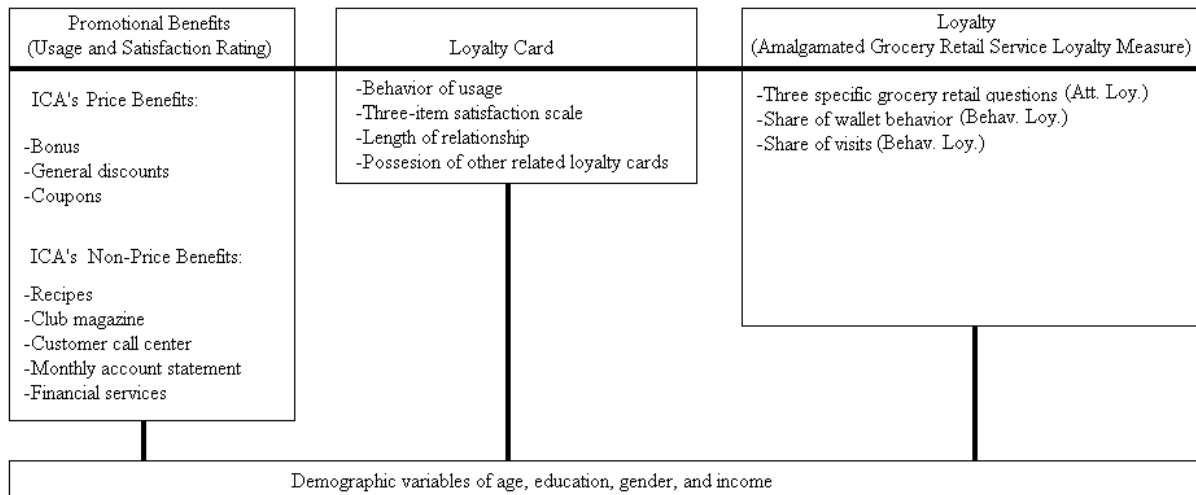 Promotional Benefits
(Usage and Satisfaction Rating)
ICA's Price Benefits:
-Bonus
-General discounts
-Coupons
ICA's Non-Price Benefits:
-Recipes
-Club magazine
-Customer call center
-Monthly account statement
-Financial services
Loyalty Card
-Behavior of usage
-Three-item satisfaction scale
-Length of relationship
-Possesion of other related loyalty cards
Loyalty
(Amalgamated Grocery Retail Service Loyalty Measure)
-Three specific grocery retail questions (Att. Loy.)
-Share of wallet behavior (Behav. Loy.)
-Share of visits (Behav. Loy.)
Demographic variables of age, education, gender, and income